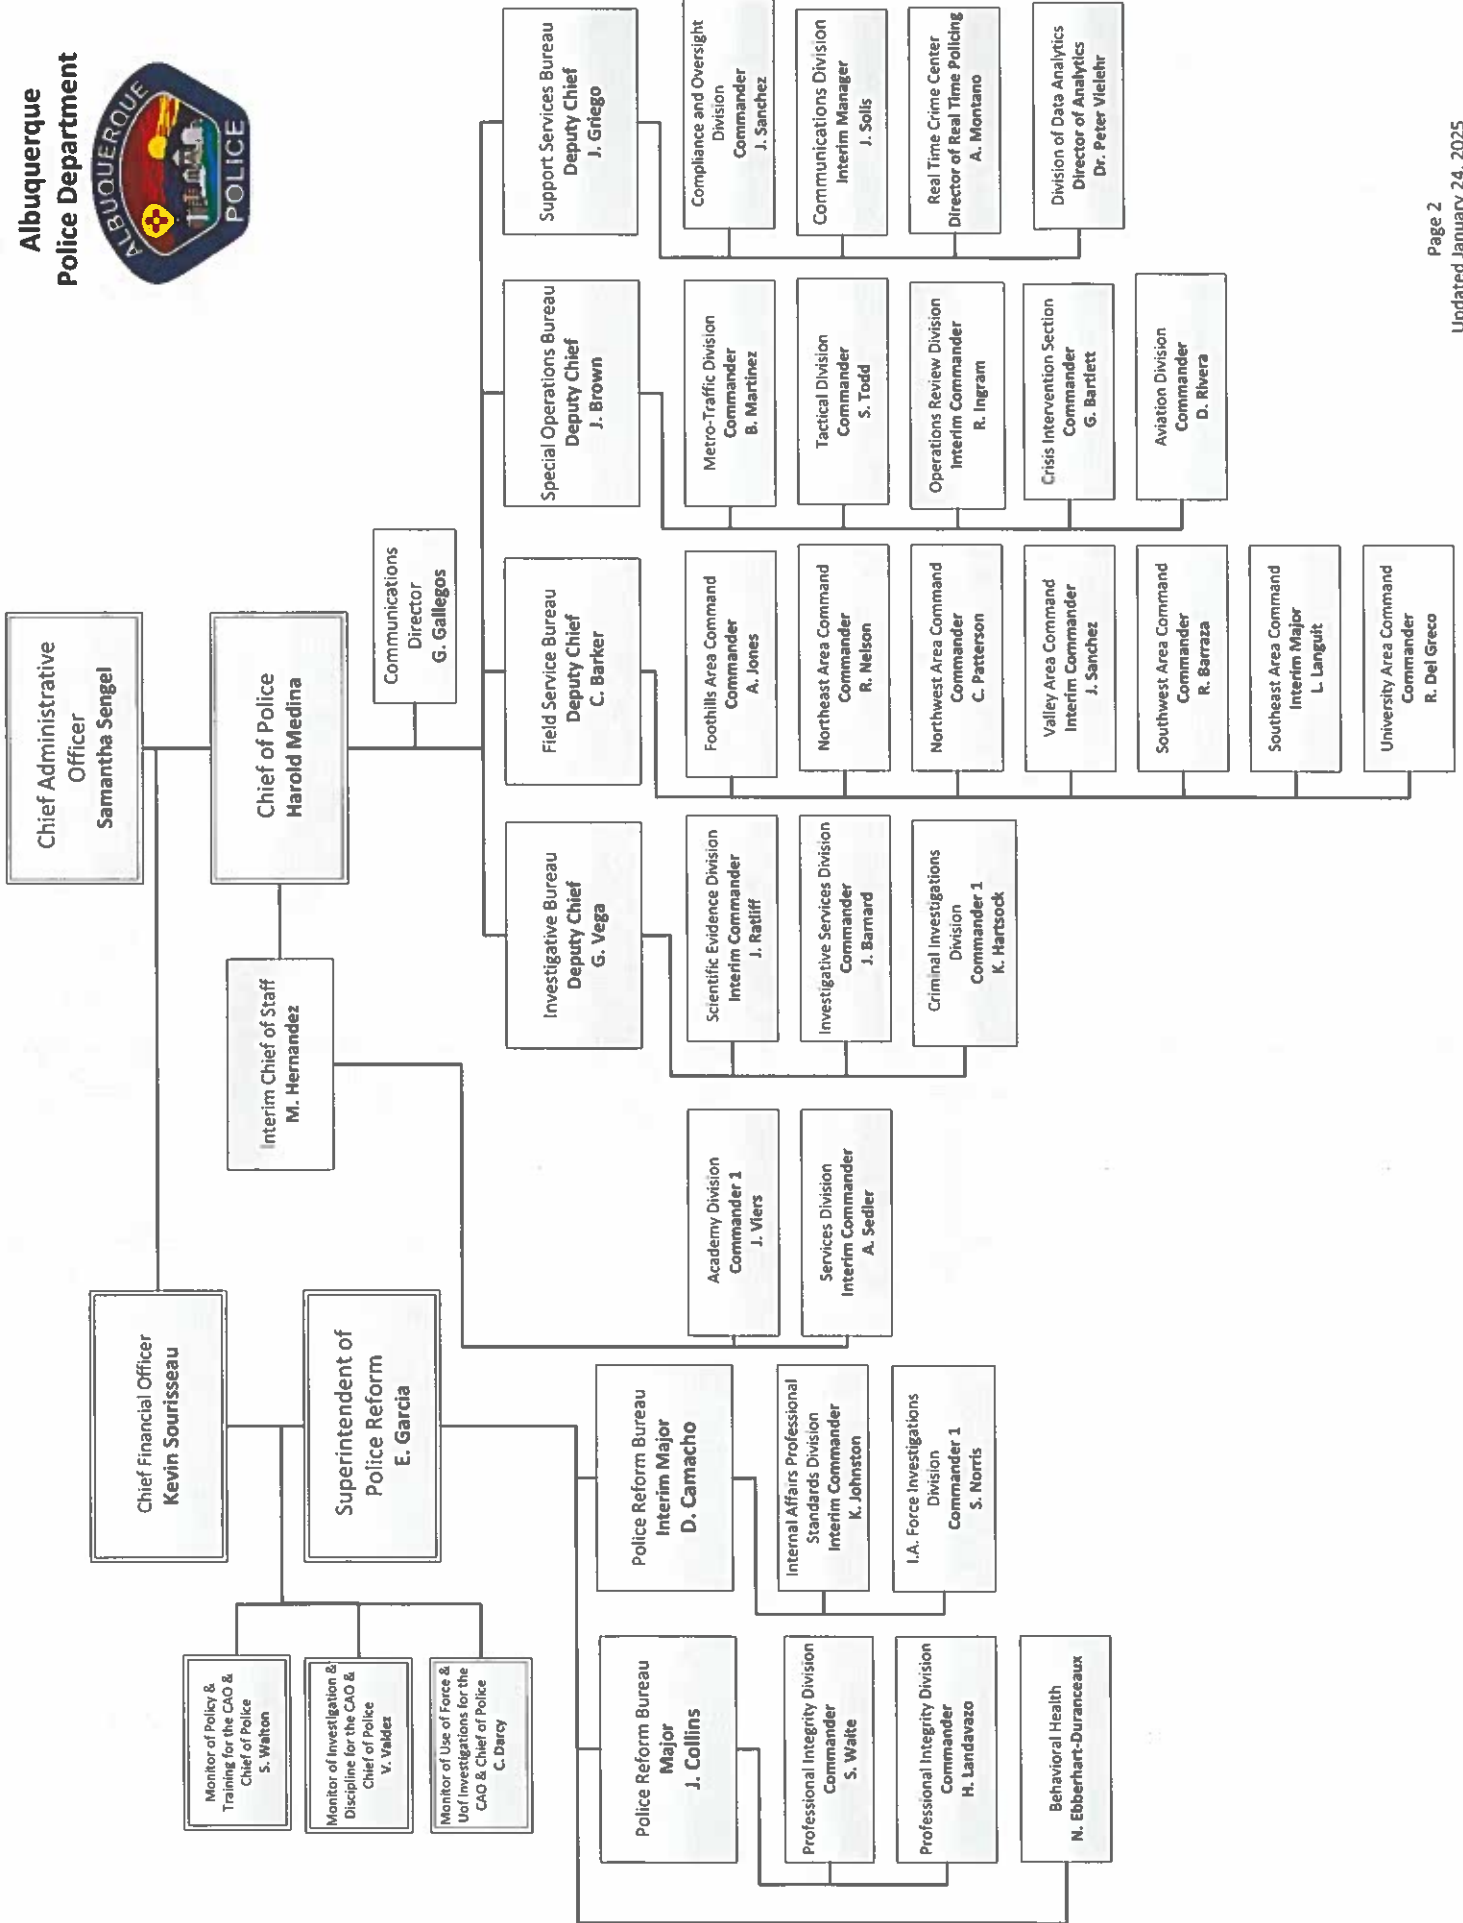 Albuquerque
Police Department
ALBUQUERQUE
POLICE
Chief Administrative
Officer
Samantha Sengel
Chief Financial Officer
Kevin Sourisseau
Chief of Police
Harold Medina
Interim Chief of Staff
M. Hernandez
Communications
Director
G. Gallegos
Superintendent of
Police Reform
E. Garcia
Monitor of Policy &
Training for the CAO &
Chief of Police
S. Walton
Monitor of Investigation &
Discipline for the CAO &
Chief of Police
V. Valdez
Monitor of Use of Force &
Uof Investigations for the
CAO & Chief of Police
C. Darcy
Police Reform Bureau
Major
J. Collins
Professional Integrity Division
Commander
S. Waite
Professional Integrity Division
Commander
H. Landavazo
Behavioral Health
N. Ebberhart-Duranceaux
Police Reform Bureau
Interim Major
D. Camacho
Internal Affairs Professional
Standards Division
Interim Commander
K. Johnston
I.A. Force Investigations
Division
Commander 1
S. Norris
Academy Division
Commander 1
J. Viers
Services Division
Interim Commander
A. Sedler
Investigative Bureau
Deputy Chief
G. Vega
Scientific Evidence Division
Interim Commander
J. Ratliff
Investigative Services Division
Commander
J. Barnard
Criminal Investigations
Division
Commander 1
K. Hartsock
Field Service Bureau
Deputy Chief
C. Barker
Foothills Area Command
Commander
A. Jones
Northeast Area Command
Commander
R. Nelson
Northwest Area Command
Commander
C. Patterson
Valley Area Command
Interim Commander
J. Sanchez
Southwest Area Command
Commander
R. Barraza
Southeast Area Command
Interim Major
L. Languit
University Area Command
Commander
R. Del Greco
Special Operations Bureau
Deputy Chief
J. Brown
Metro-Traffic Division
Commander
B. Martinez
Tactical Division
Commander
S. Todd
Operations Review Division
Interim Commander
R. Ingram
Crisis Intervention Section
Commander
G. Bartlett
Aviation Division
Commander
D. Rivera
Support Services Bureau
Deputy Chief
J. Griego
Compliance and Oversight
Division
Commander
J. Sanchez
Communications Division
Interim Manager
J. Solis
Real Time Crime Center
Director of Real Time Policing
A. Montano
Division of Data Analytics
Director of Analytics
Dr. Peter Vielehr
Page 2
Updated January 24, 2025